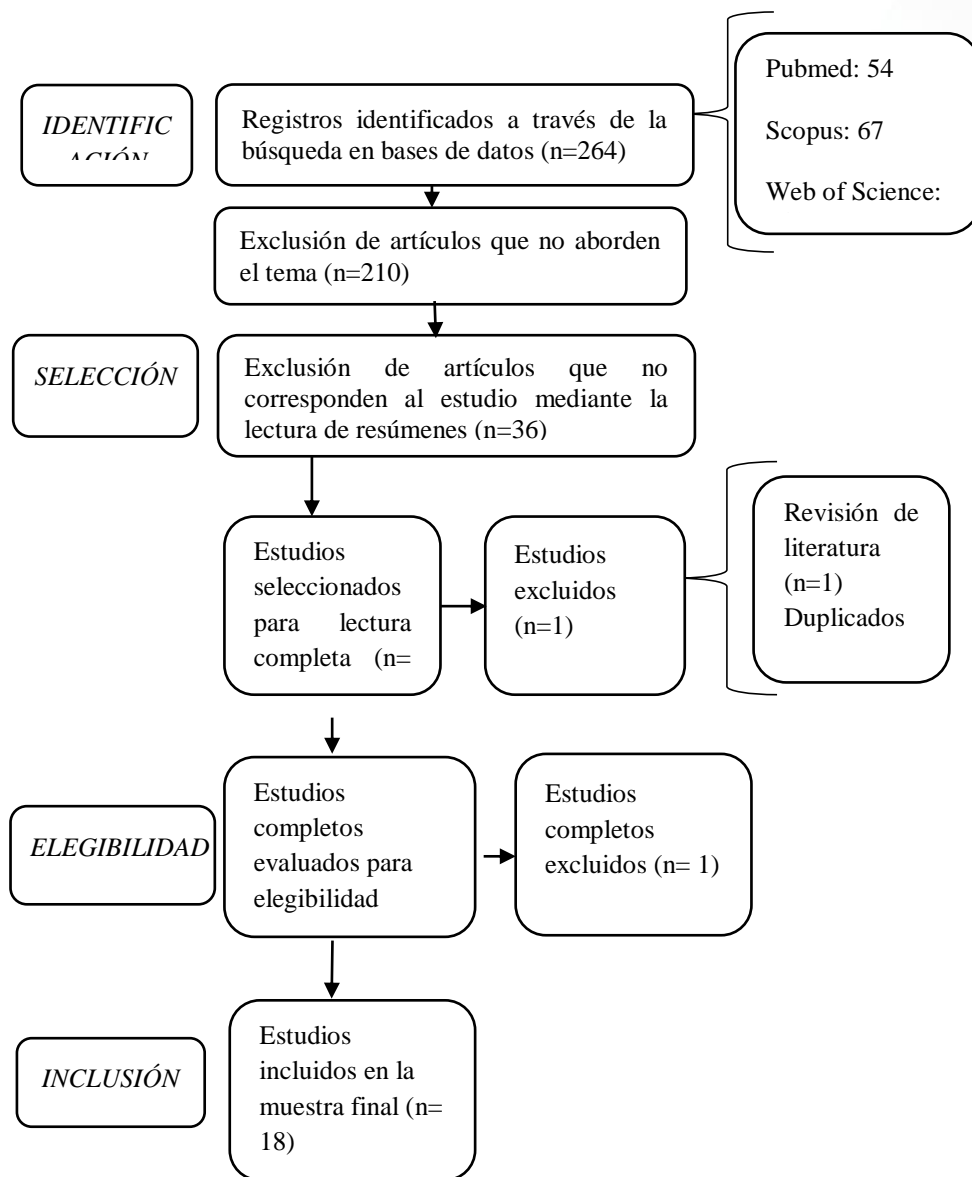 IDENTIFIC
ACIÓN
Registros identificados a través de la
búsqueda en bases de datos (n=264)
Pubmed: 54
Scopus: 67
Web of Science:
Exclusión de artículos que no aborden
el tema (n=210)
SELECCIÓN
Exclusión de artículos que no
corresponden al estudio mediante la
lectura de resúmenes (n=36)
Estudios
seleccionados
para lectura
completa (n=
Estudios
excluidos
(n=1)
Revisión de
literatura
(n=1)
Duplicados
ELEGIBILIDAD
Estudios
completos
evaluados para
elegibilidad
Estudios
completos
excluidos (n= 1)
INCLUSIÓN
Estudios
incluidos en la
muestra final (n=
18)